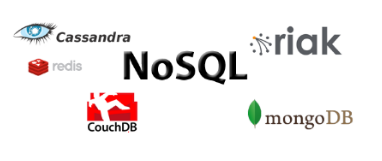 Cassandra
riak
redis
NoSQL
CouchDB
mongoDB